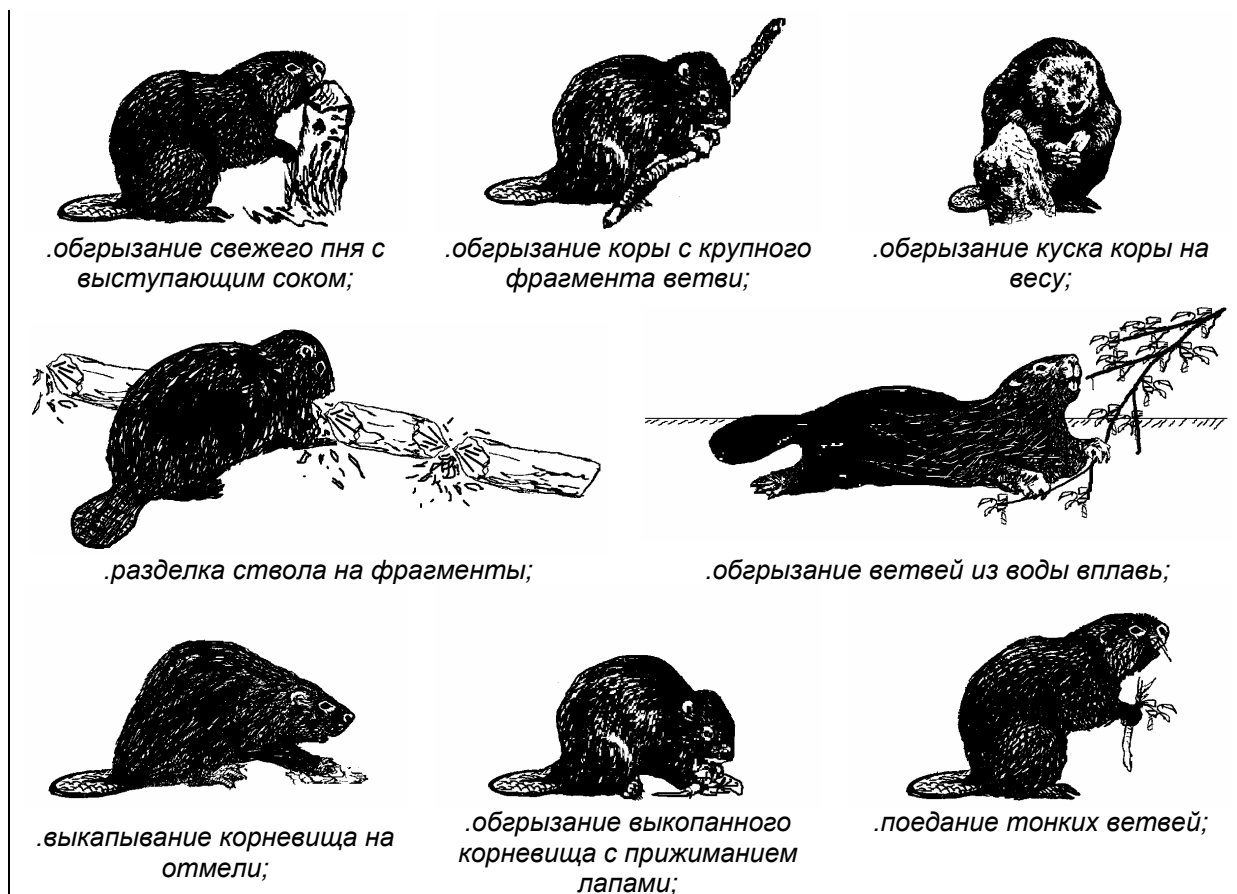 .обгрызание свежего пня с
выступающим соком;
.обгрызание коры с крупного
фрагмента ветви;
.обгрызание куска коры на
весу;
.разделка ствола на фрагменты;
.обгрызание ветвей из воды вплавь;
.выкапывание корневища на
отмели;
.обгрызание выкопанного
корневища с прижиманием
лапами;
.поедание тонких ветвей;